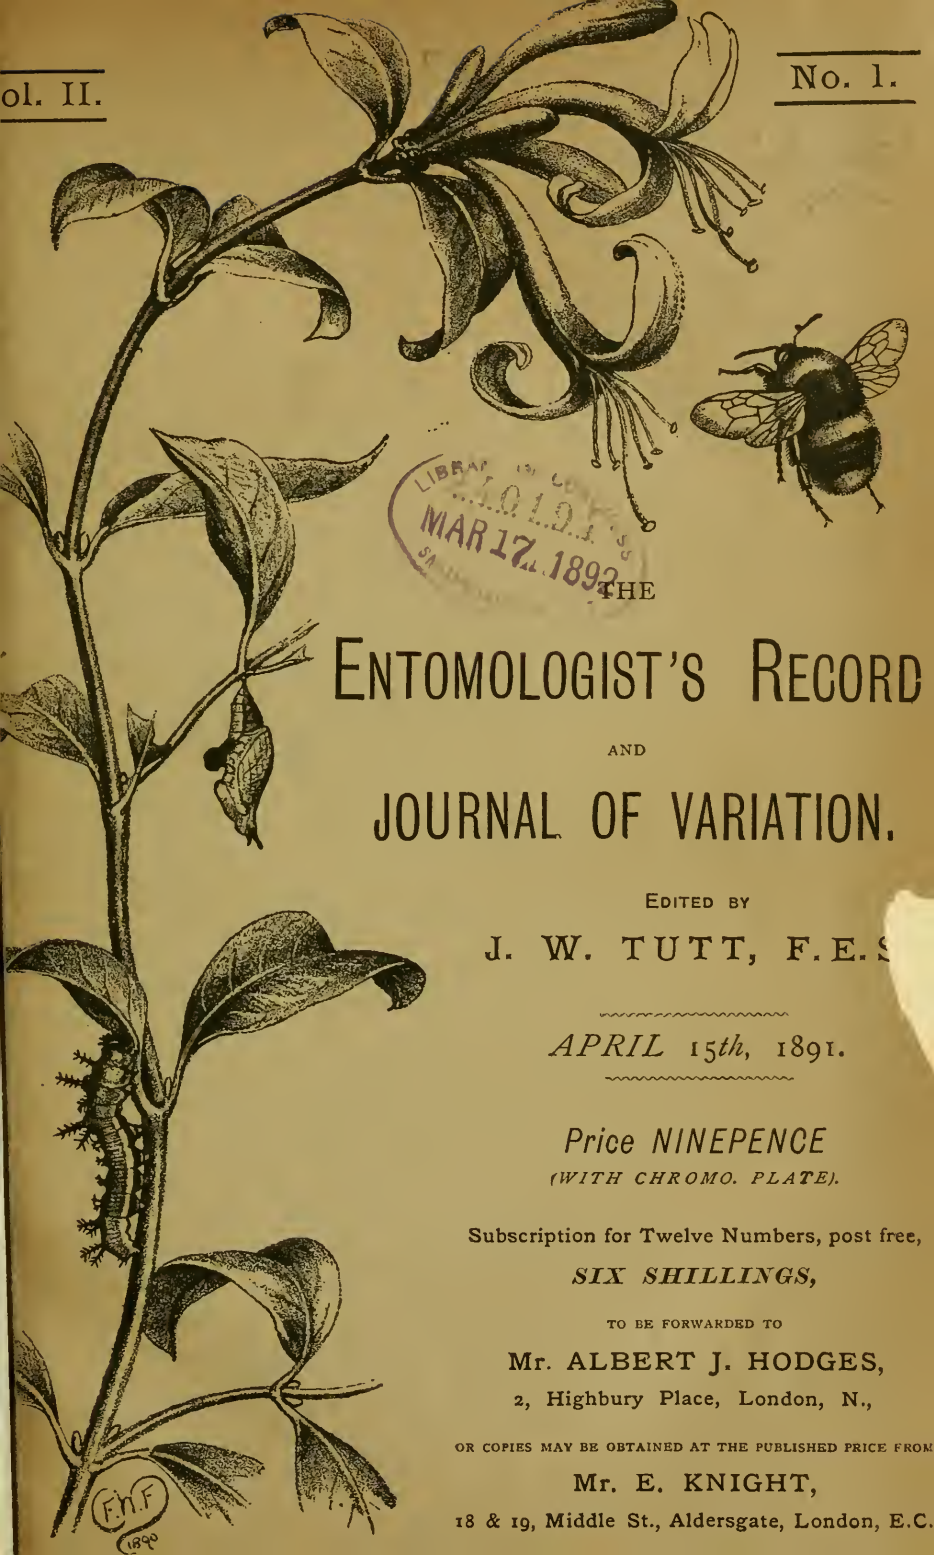 ol. II.
No. 1.
MAR 17 1892
THE
ENTOMOLOGIST'S RECORD
AND
JOURNAL OF VARIATION.
EDITED BY
J. W. TUTT, F.E.S
APRIL 15th, 1891.
Price NINEPENCE
(WITH CHROMO. PLATE).
Subscription for Twelve Numbers, post free,
SIX SHILLINGS,
TO BE FORWARDED TO
Mr. ALBERT J. HODGES,
2, Highbury Place, London, N.,
OR COPIES MAY BE OBTAINED AT THE PUBLISHED PRICE FROM
Mr. E. KNIGHT,
18 & 19, Middle St., Aldersgate, London, E.C.
F.W.F
1890